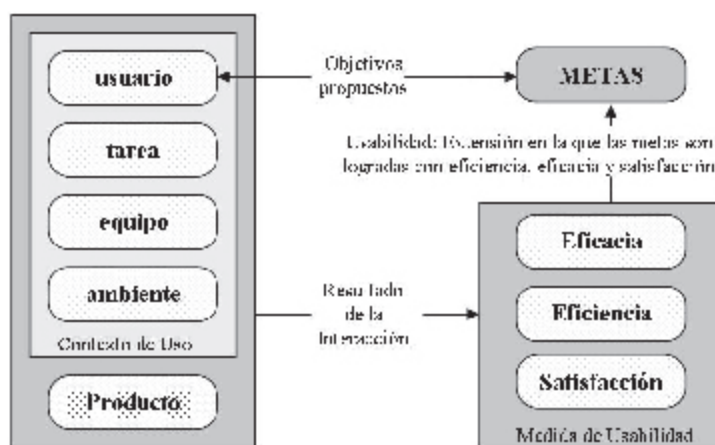 usuario
tarea
equipo
ambiente
Contexto de Uso
Producto
Objetivos
propuestos
METAS
Usabilidad: Extensión en la que las metas son
logradas con eficiencia, eficacia y satisfacción
Resultado
de la
Interacción
Eficacia
Eficiencia
Satisfacción
Medida de Usabilidad